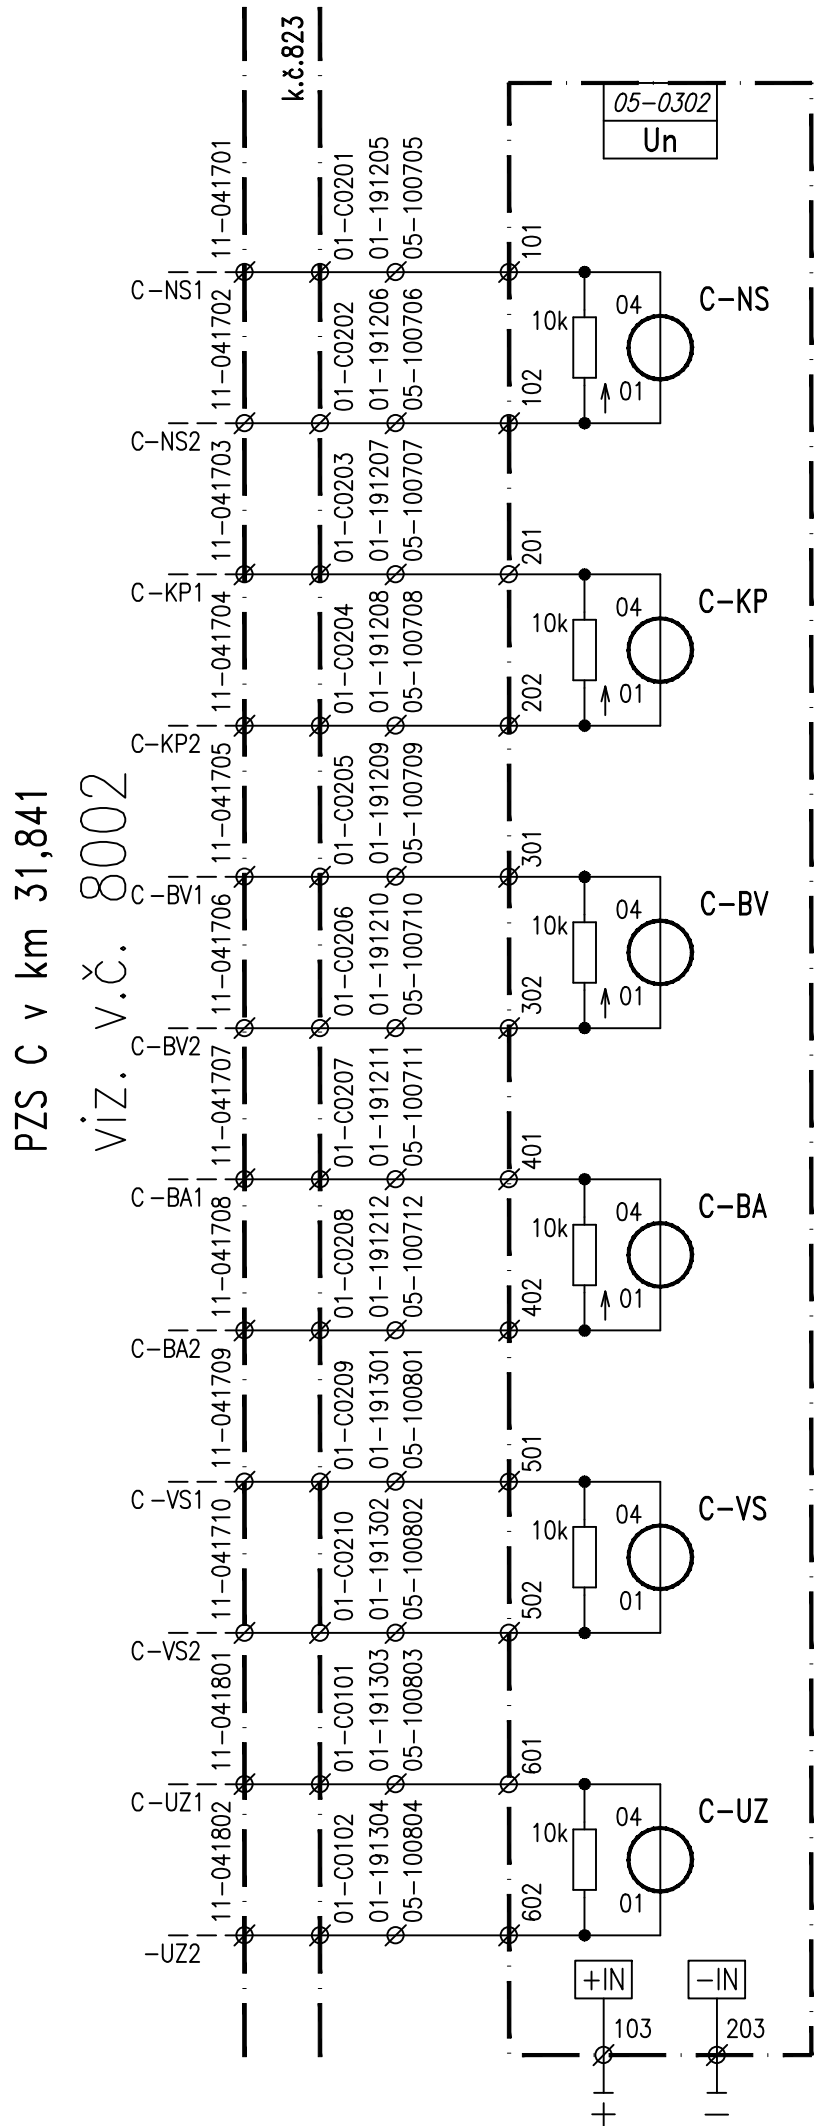 k.č.823
05-0302
Un
PZS C v km 31,841
viz. v.č. 8002
11-041701
01-C0201
01-191205
05-100705
101
C-NS1
10k
04
01
C-NS
11-041702
01-C0202
01-191206
05-100706
102
C-NS2
11-041703
01-C0203
01-191207
05-100707
201
C-KP1
10k
04
01
C-KP
11-041704
01-C0204
01-191208
05-100708
202
C-KP2
11-041705
01-C0205
01-191209
05-100709
301
C-BV1
10k
04
01
C-BV
11-041706
01-C0206
01-191210
05-100710
302
C-BV2
11-041707
01-C0207
01-191211
05-100711
401
C-BA1
10k
04
01
C-BA
11-041708
01-C0208
01-191212
05-100712
402
C-BA2
11-041709
01-C0209
01-191301
05-100801
501
C-VS1
10k
04
01
C-VS
11-041710
01-C0210
01-191302
05-100802
502
C-VS2
11-041801
01-C0101
01-191303
05-100803
601
C-UZ1
10k
04
01
C-UZ
11-041802
01-C0102
01-191304
05-100804
602
-UZ2
+IN
-IN
103
203
+
-